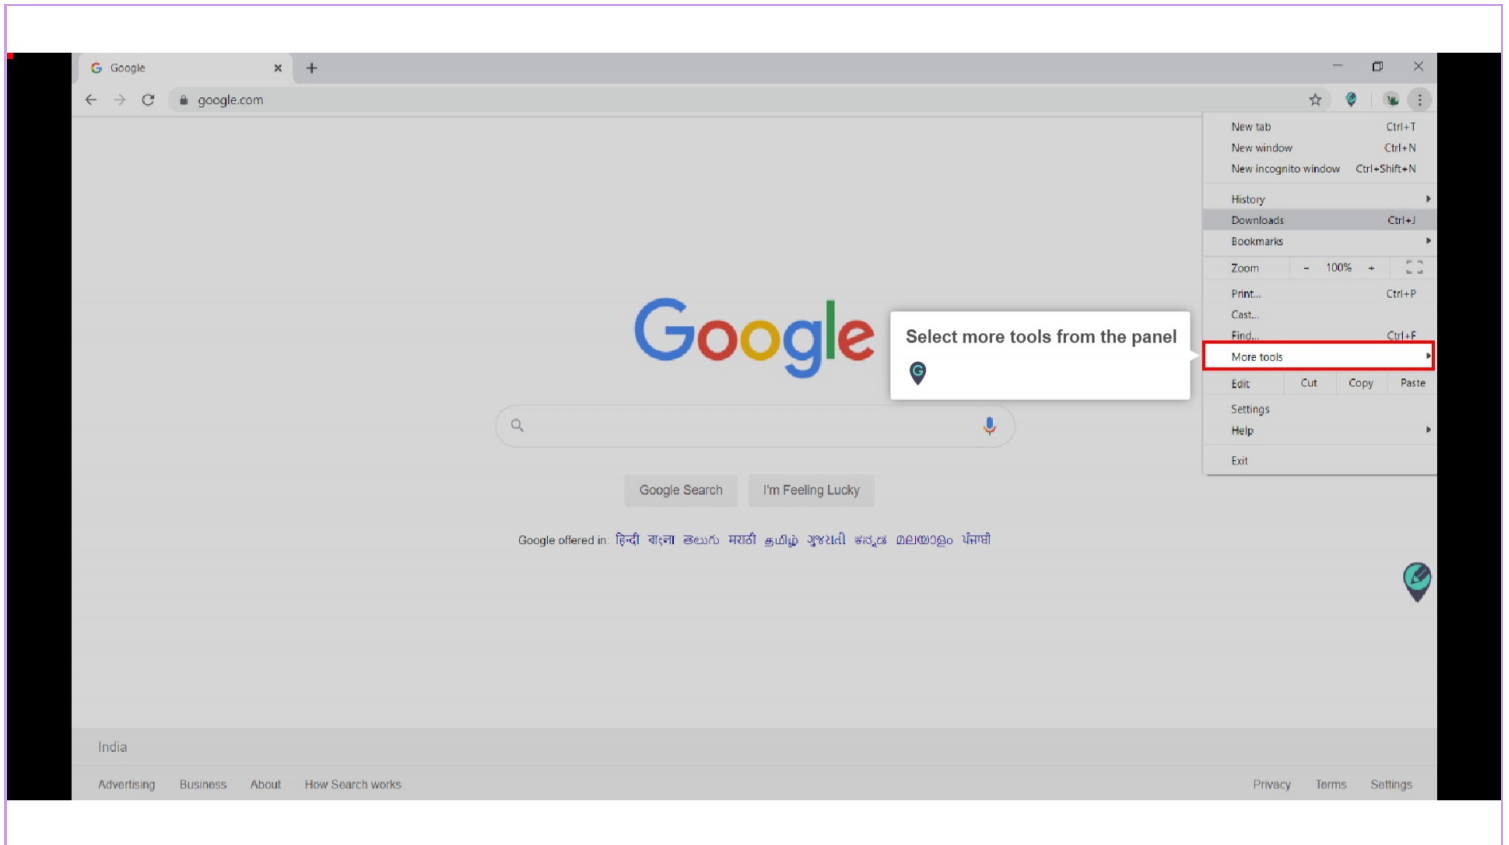 Google
google.com
New tab Ctrl+T
New window Ctrl+N
New incognito window Ctrl+Shift+N
History
Downloads Ctrl+J
Bookmarks
Zoom - 100% +
Print... Ctrl+P
Cast...
Find... Ctrl+F
More tools
Edit Cut Copy Paste
Settings
Help
Exit
Google
Select more tools from the panel
Google Search I'm Feeling Lucky
Google offered in: हिन्दी বাংলা తెలుగు मराठी தமிழ் ગુજરાતી ಕನ್ನಡ മലയാളം ਪੰਜਾਬੀ
India
Advertising Business About How Search works Privacy Terms Settings